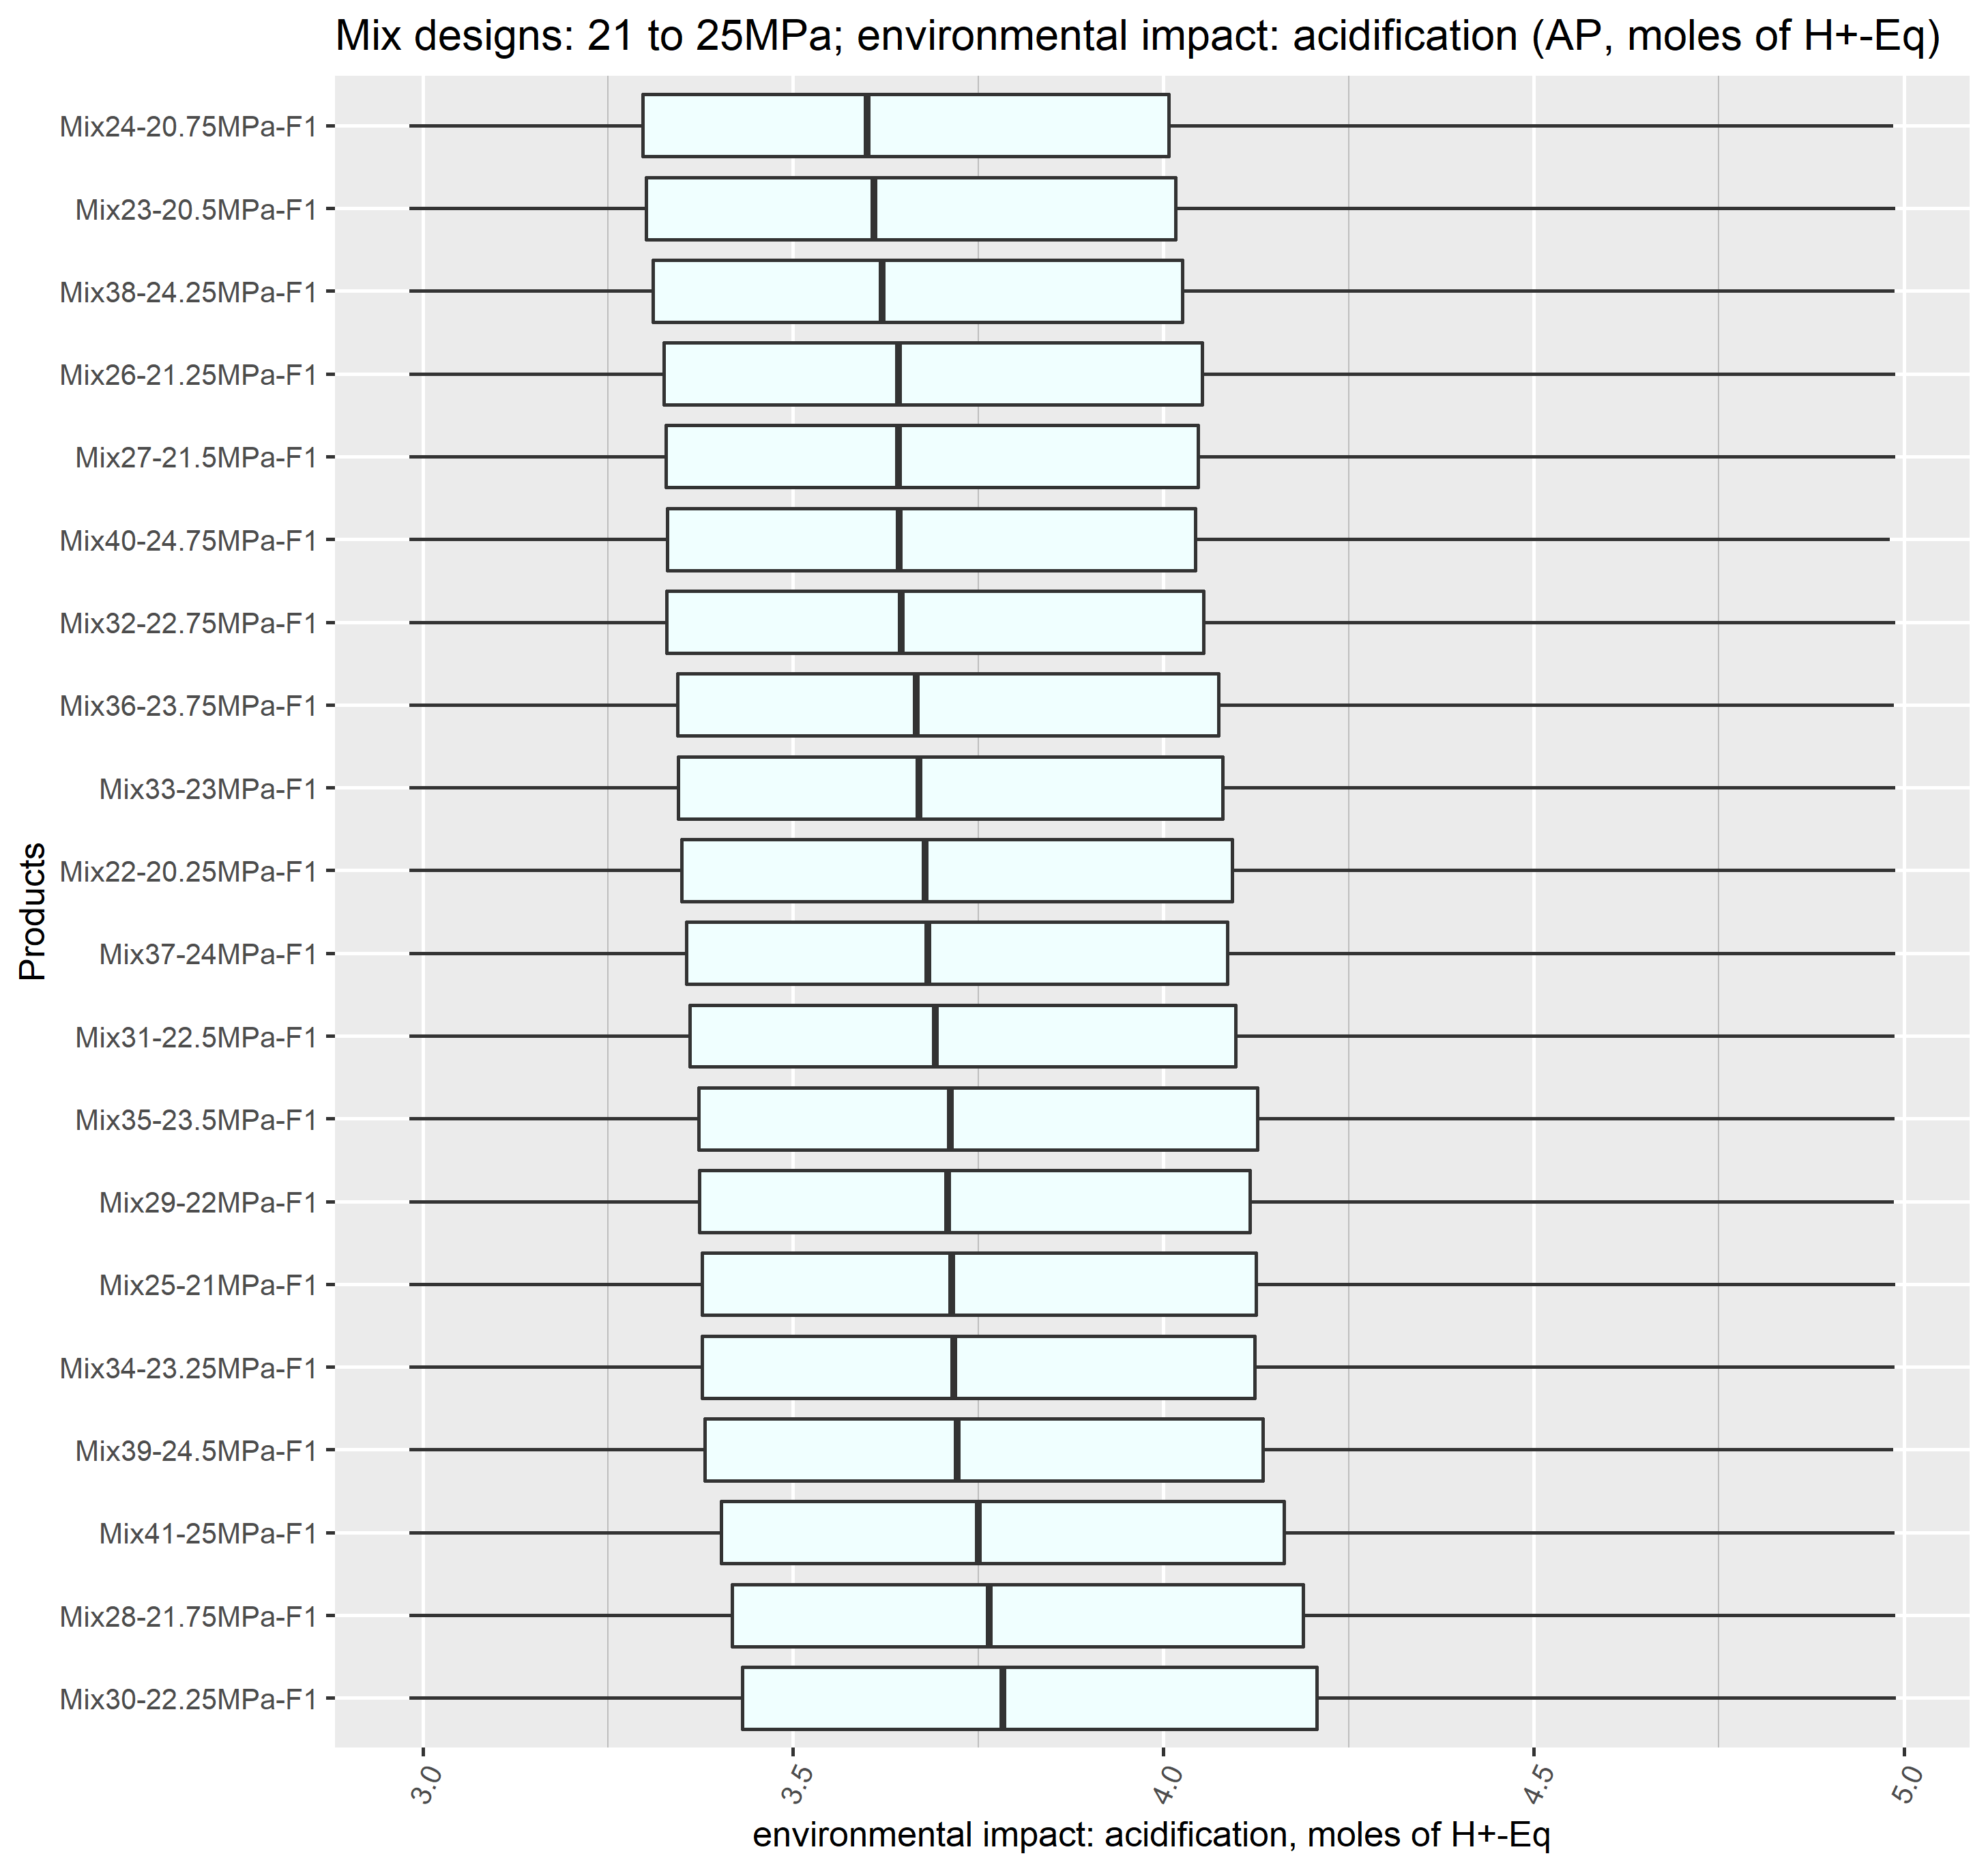 Mix designs: 21 to 25MPa; environmental impact: acidification (AP, moles of H+-Eq)
Products
Mix24-20.75MPa-F1
Mix23-20.5MPa-F1
Mix38-24.25MPa-F1
Mix26-21.25MPa-F1
Mix27-21.5MPa-F1
Mix40-24.75MPa-F1
Mix32-22.75MPa-F1
Mix36-23.75MPa-F1
Mix33-23MPa-F1
Mix22-20.25MPa-F1
Mix37-24MPa-F1
Mix31-22.5MPa-F1
Mix35-23.5MPa-F1
Mix29-22MPa-F1
Mix25-21MPa-F1
Mix34-23.25MPa-F1
Mix39-24.5MPa-F1
Mix41-25MPa-F1
Mix28-21.75MPa-F1
Mix30-22.25MPa-F1
3.0 3.5 4.0 4.5 5.0
environmental impact: acidification, moles of H+-Eq